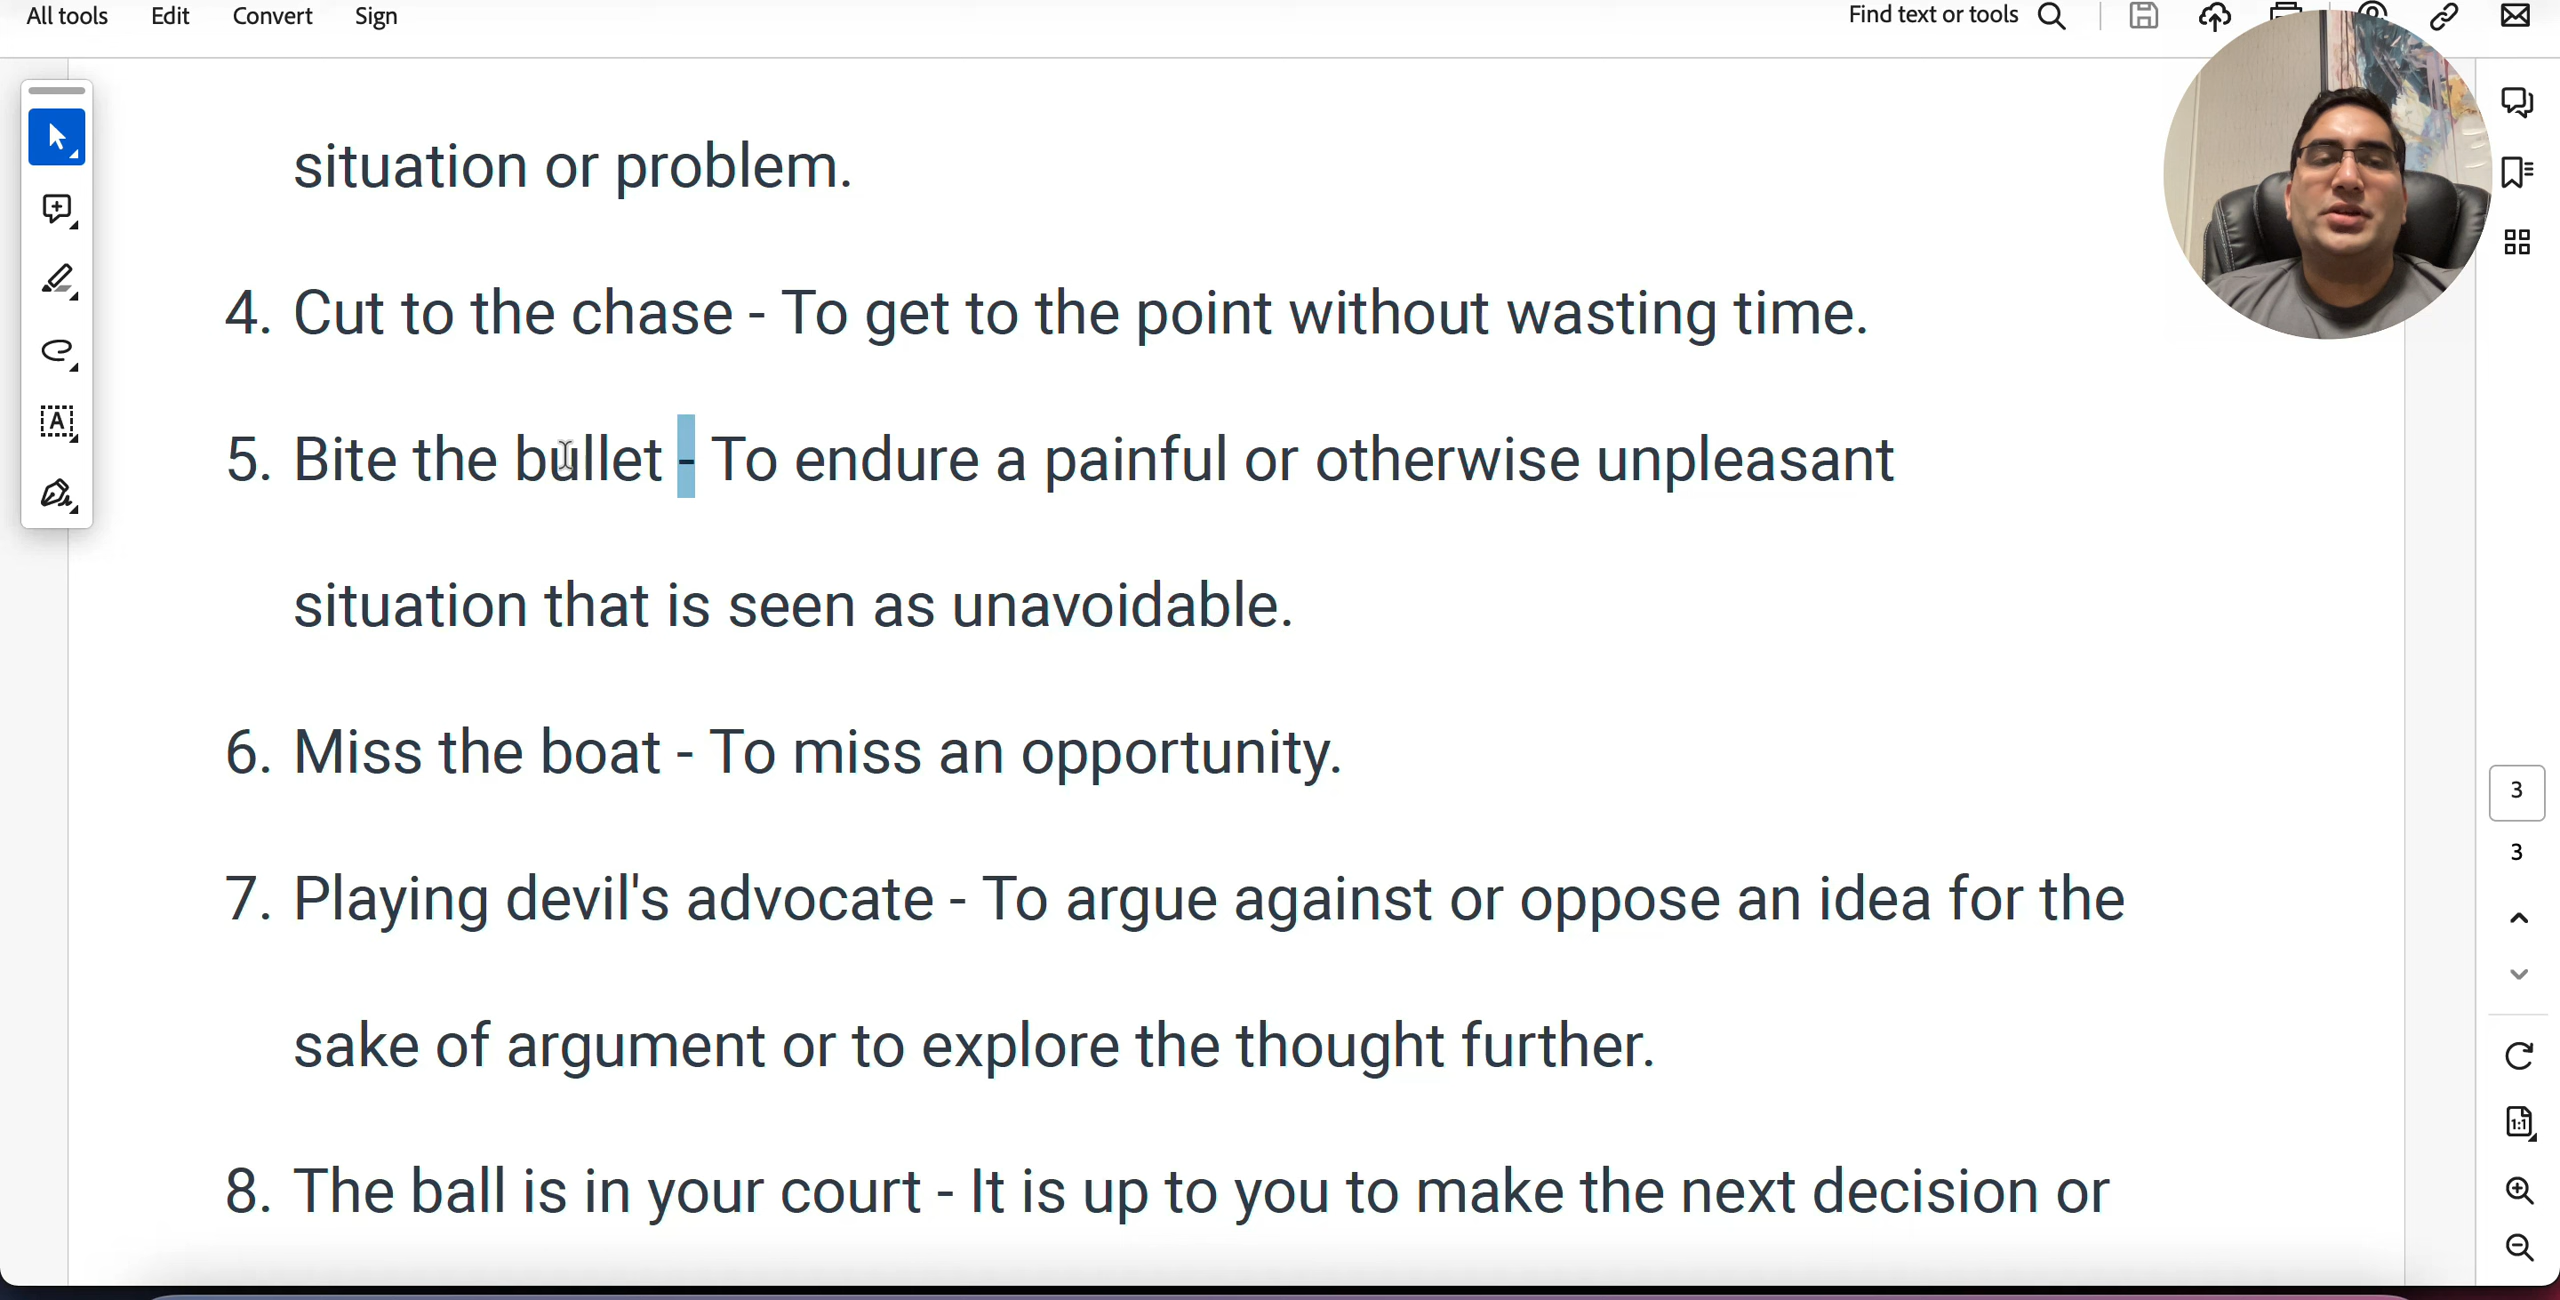 All tools Edit Convert Sign Find text or tools
situation or problem.
4. Cut to the chase - To get to the point without wasting time.
5. Bite the bullet - To endure a painful or otherwise unpleasant
situation that is seen as unavoidable.
6. Miss the boat - To miss an opportunity.
7. Playing devil's advocate - To argue against or oppose an idea for the
sake of argument or to explore the thought further.
8. The ball is in your court - It is up to you to make the next decision or
A
3
3
1:1